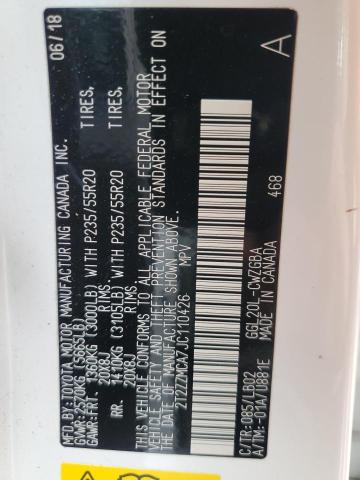 MFD.BY:TOYOTA MOTOR MANUFACTURING CANADA INC. 06/18
GVWR:2570KG (5665LB)
GAWR-FRT. 1360KG (3000LB) WITH P235/55R20 TIRES,
20X8J RIMS.
RR. 1410KG (3105LB) WITH P235/55R20 TIRES,
20X8J RIMS.
THIS VEHICLE CONFORMS TO ALL APPLICABLE FEDERAL MOTOR
VEHICLE SAFETY AND THEFT PREVENTION STANDARDS IN EFFECT ON
THE DATE OF MANUFACTURE SHOWN ABOVE.
2T2ZZMCA7JC110426 MPV A
C/TR:085/LB02 GGL20L-CWZGBA 468
A/TM:-01A/U881E MADE IN CANADA